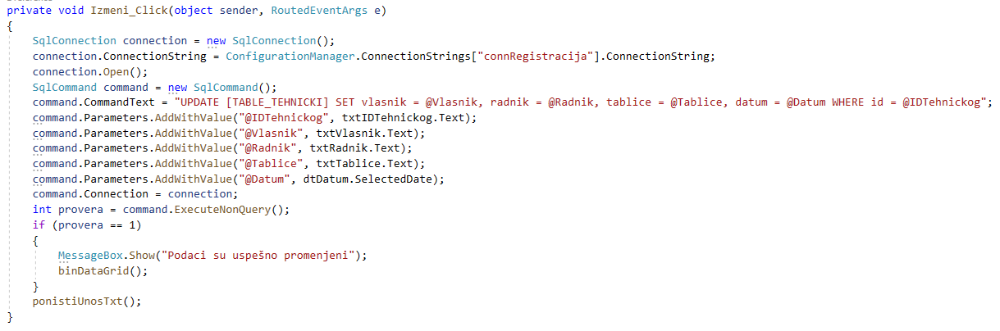 private void Izmeni_Click(object sender, RoutedEventArgs e)
{
    SqlConnection connection = new SqlConnection();
    connection.ConnectionString = ConfigurationManager.ConnectionStrings["connRegistracija"].ConnectionString;
    connection.Open();
    SqlCommand command = new SqlCommand();
    command.CommandText = "UPDATE [TABLE_TEHNICKI] SET vlasnik = @Vlasnik, radnik = @Radnik, tablice = @Tablice, datum = @Datum WHERE id = @IDTehnickog";
    command.Parameters.AddWithValue("@IDTehnickog", txtIDTehnickog.Text);
    command.Parameters.AddWithValue("@Vlasnik", txtVlasnik.Text);
    command.Parameters.AddWithValue("@Radnik", txtRadnik.Text);
    command.Parameters.AddWithValue("@Tablice", txtTablice.Text);
    command.Parameters.AddWithValue("@Datum", dtDatum.SelectedDate);
    command.Connection = connection;
    int provera = command.ExecuteNonQuery();
    if (provera == 1)
    {
        MessageBox.Show("Podaci su uspešno promenjeni");
        binDataGrid();
    }
    ponistiUnosTxt();
}